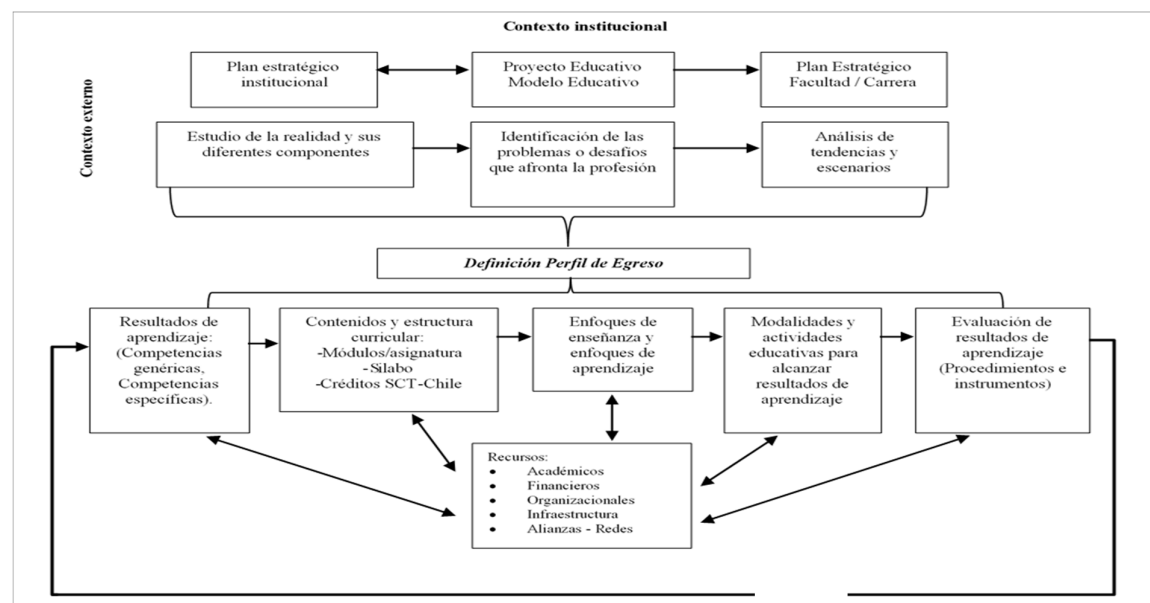 Contexto institucional
Contexto externo
Plan estratégico
institucional
Proyecto Educativo
Modelo Educativo
Plan Estratégico
Facultad / Carrera
Estudio de la realidad y sus
diferentes componentes
Identificación de las
problemas o desafíos
que afronta la profesión
Análisis de
tendencias y
escenarios
Definición Perfil de Egreso
Resultados de
aprendizaje:
(Competencias
genéricas,
Competencias
específicas).
Contenidos y estructura
curricular:
-Módulos/asignatura
-Sílabo
-Créditos SCT-Chile
Enfoques de
enseñanza y
enfoques de
aprendizaje
Modalidades y
actividades
educativas para
alcanzar
resultados de
aprendizaje
Evaluación de
resultados de
aprendizaje
(Procedimientos e
instrumentos)
Recursos:
• Académicos
• Financieros
• Organizacionales
• Infraestructura
• Alianzas - Redes